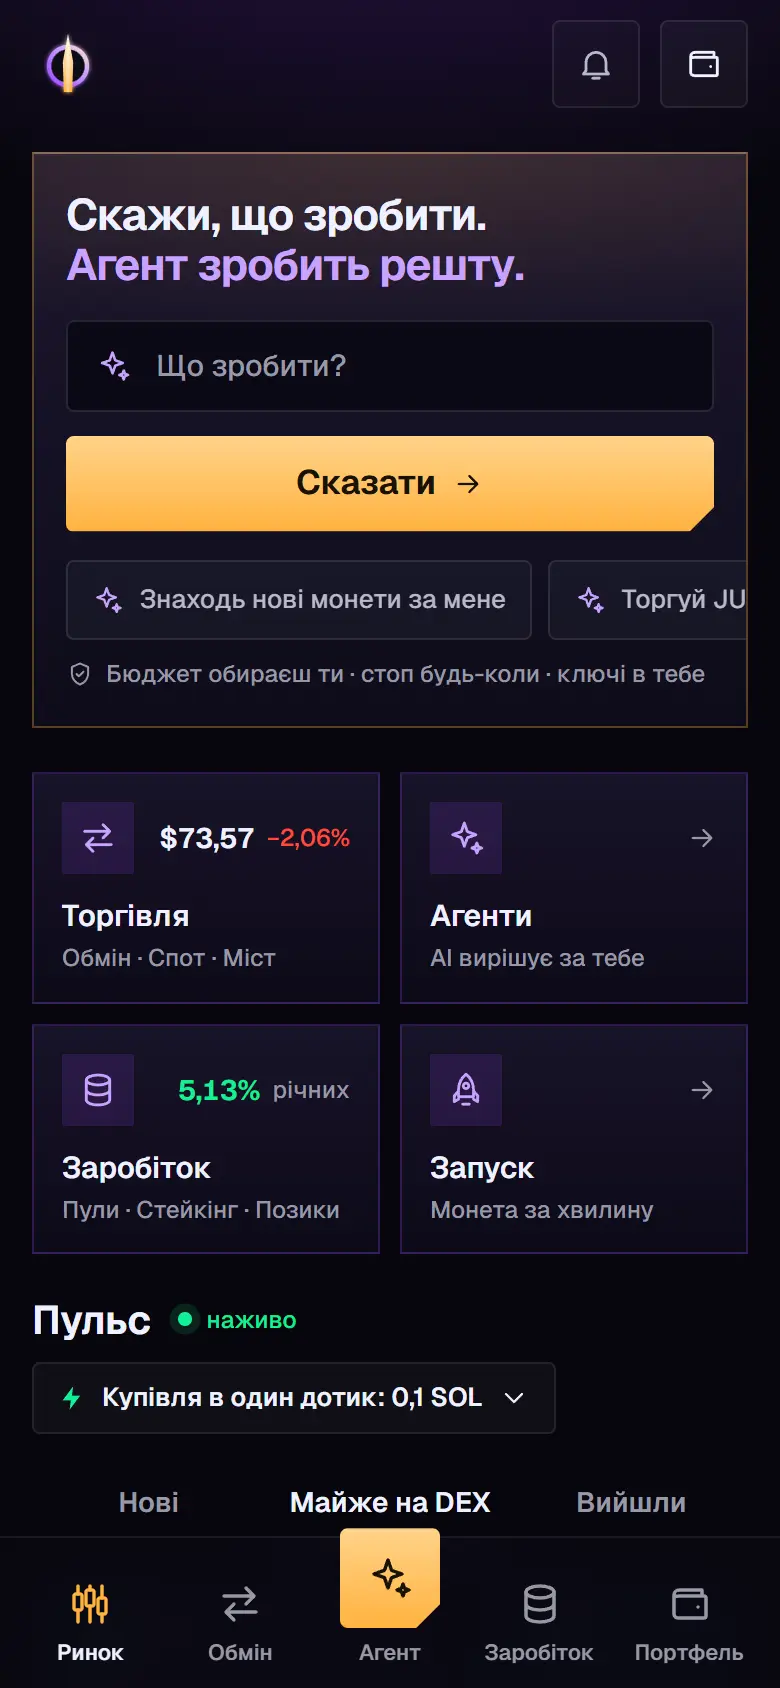 Скажи, що зробити.
Агент зробить решту.
Що зробити?
Сказати →
Знаходь нові монети за мене
Торгуй JU
Бюджет обираєш ти · стоп будь-коли · ключі в тебе
$73,57 −2,06%
Торгівля
Обмін · Спот · Міст
Агенти
AI вирішує за тебе
5,13% річних
Заробіток
Пули · Стейкінг · Позики
Запуск
Монета за хвилину
Пульс наживо
Купівля в один дотик: 0,1 SOL
Нові Майже на DEX Вийшли
Ринок Обмін Агент Заробіток Портфель